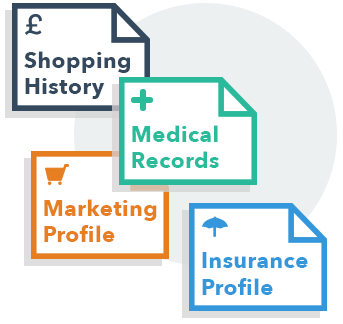 £
Shopping
History
Medical
Records
Marketing
Profile
Insurance
Profile